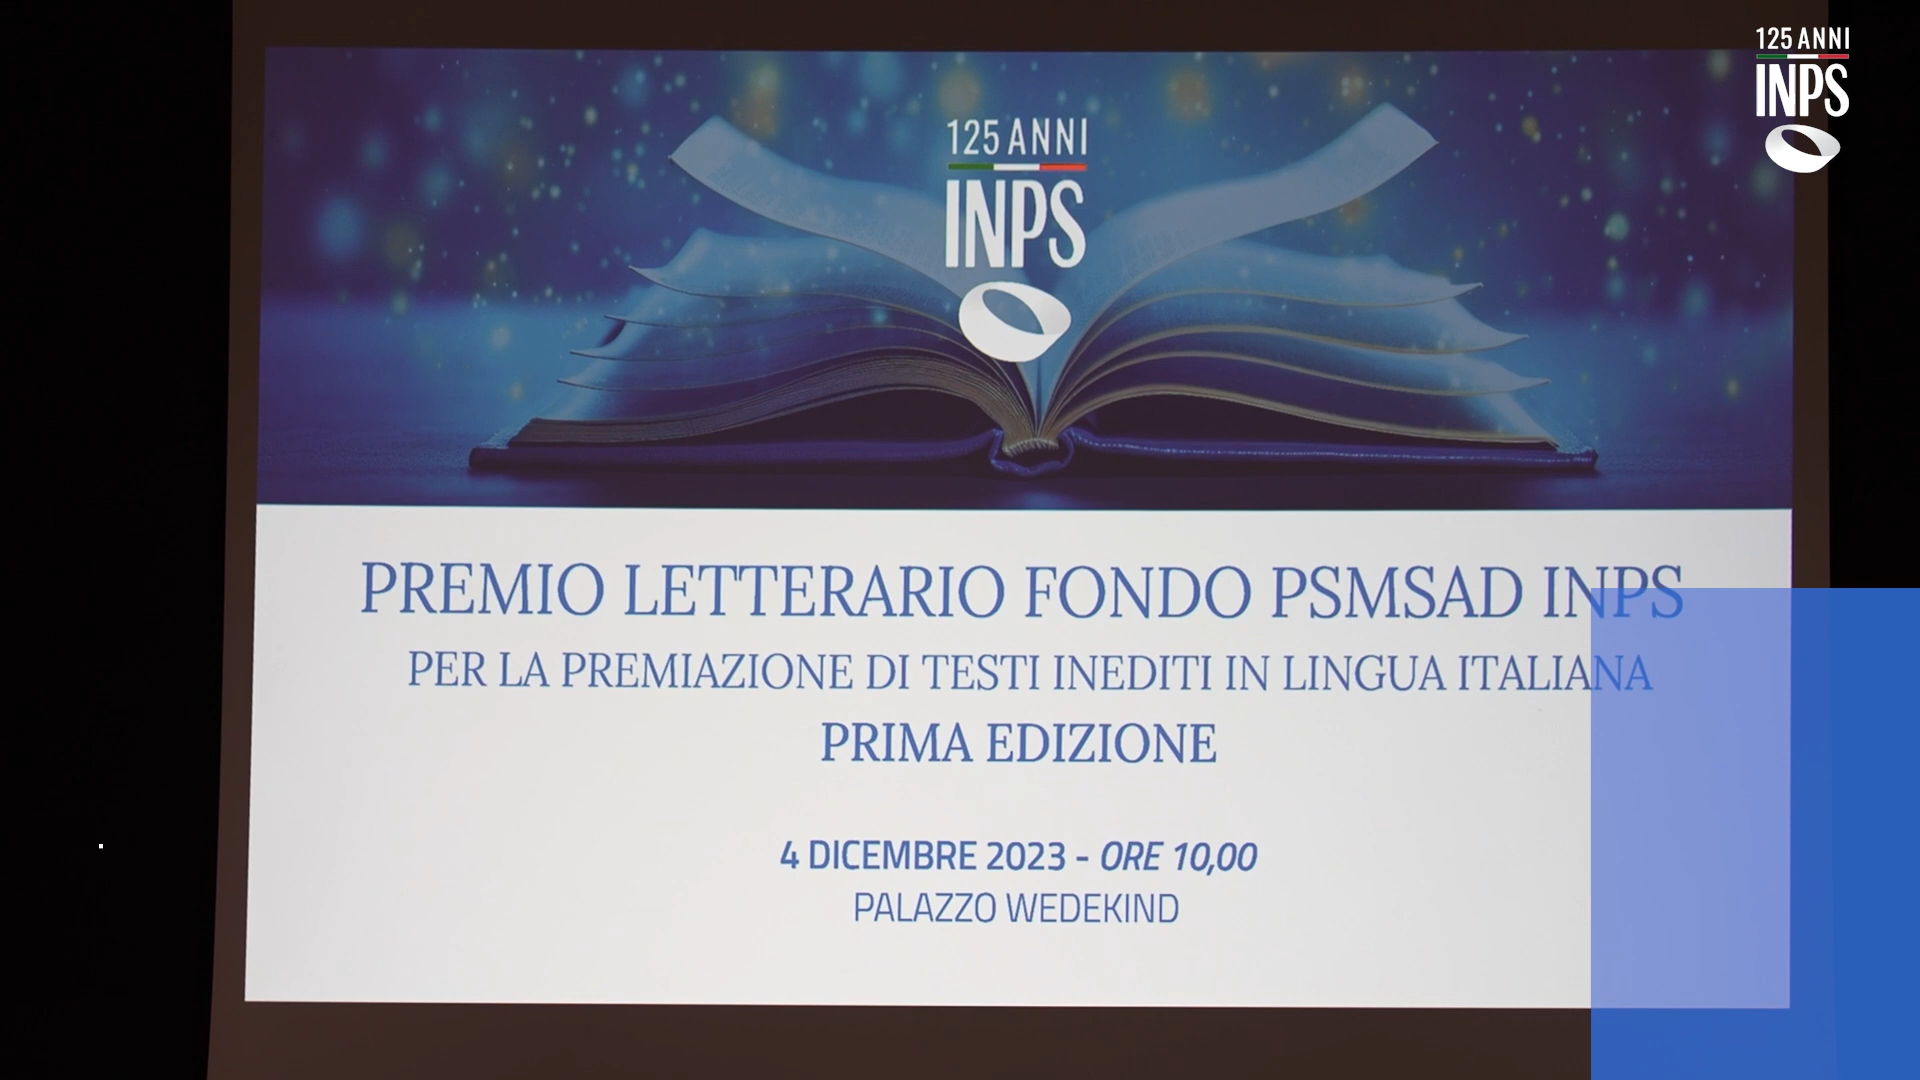 125 ANNI
INPS
125 ANNI
INPS
PREMIO LETTERARIO FONDO PSMSAD INPS
PER LA PREMIAZIONE DI TESTI INEDITI IN LINGUA ITALIANA
PRIMA EDIZIONE
4 DICEMBRE 2023 - ORE 10,00
PALAZZO WEDEKIND